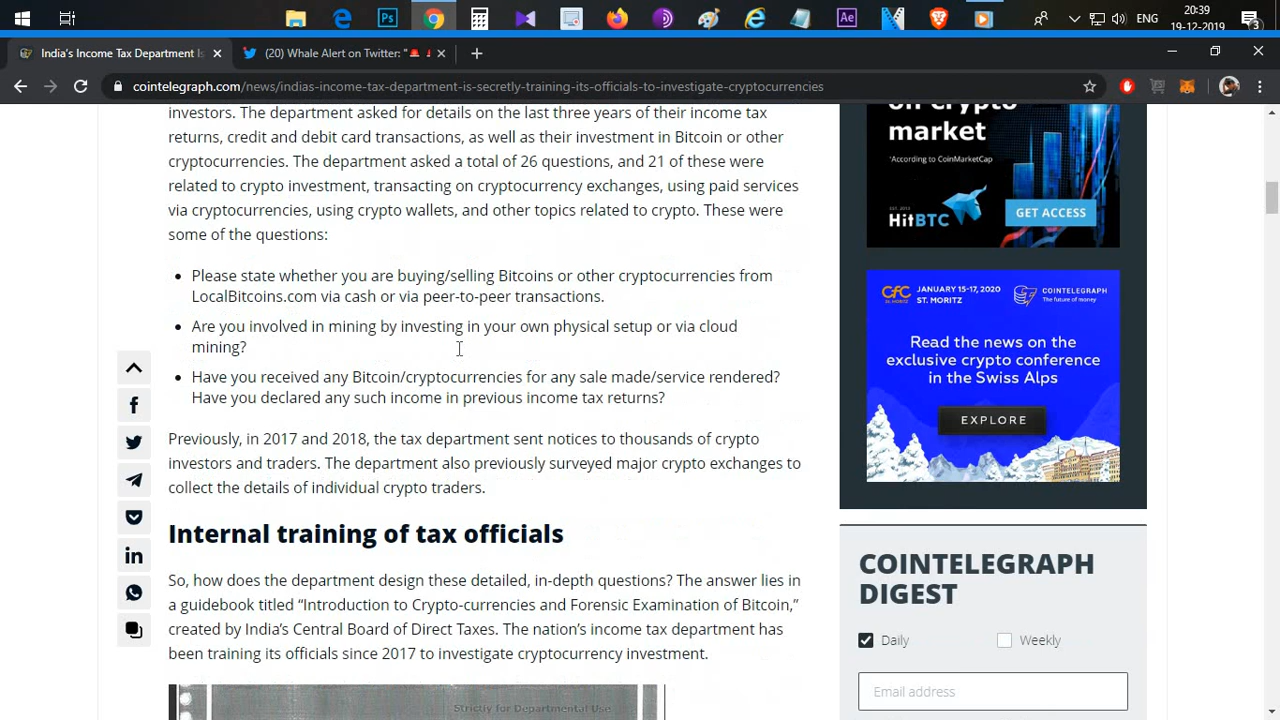 Ps
Ae
ENG
20:39
19-12-2019
India's Income Tax Department Is
(20) Whale Alert on Twitter: "
cointelegraph.com/news/indias-income-tax-department-is-secretly-training-its-officials-to-investigate-cryptocurrencies
investors. The department asked for details on the last three years of their income tax
returns, credit and debit card transactions, as well as their investment in Bitcoin or other
cryptocurrencies. The department asked a total of 26 questions, and 21 of these were
related to crypto investment, transacting on cryptocurrency exchanges, using paid services
via cryptocurrencies, using crypto wallets, and other topics related to crypto. These were
some of the questions:
Please state whether you are buying/selling Bitcoins or other cryptocurrencies from
LocalBitcoins.com via cash or via peer-to-peer transactions.
Are you involved in mining by investing in your own physical setup or via cloud
mining?
Have you received any Bitcoin/cryptocurrencies for any sale made/service rendered?
Have you declared any such income in previous income tax returns?
Previously, in 2017 and 2018, the tax department sent notices to thousands of crypto
investors and traders. The department also previously surveyed major crypto exchanges to
collect the details of individual crypto traders.
Internal training of tax officials
So, how does the department design these detailed, in-depth questions? The answer lies in
a guidebook titled “Introduction to Crypto-currencies and Forensic Examination of Bitcoin,”
created by India’s Central Board of Direct Taxes. The nation’s income tax department has
been training its officials since 2017 to investigate cryptocurrency investment.
Strictly for Departmental Use
on crypto
market
*According to CoinMarketCap
HitBTC
GET ACCESS
CFC
ST. MORITZ
JANUARY 15-17, 2020
ST. MORITZ
COINTELEGRAPH
The future of money
Read the news on the
exclusive crypto conference
in the Swiss Alps
EXPLORE
COINTELEGRAPH
DIGEST
Daily
Weekly
Email address